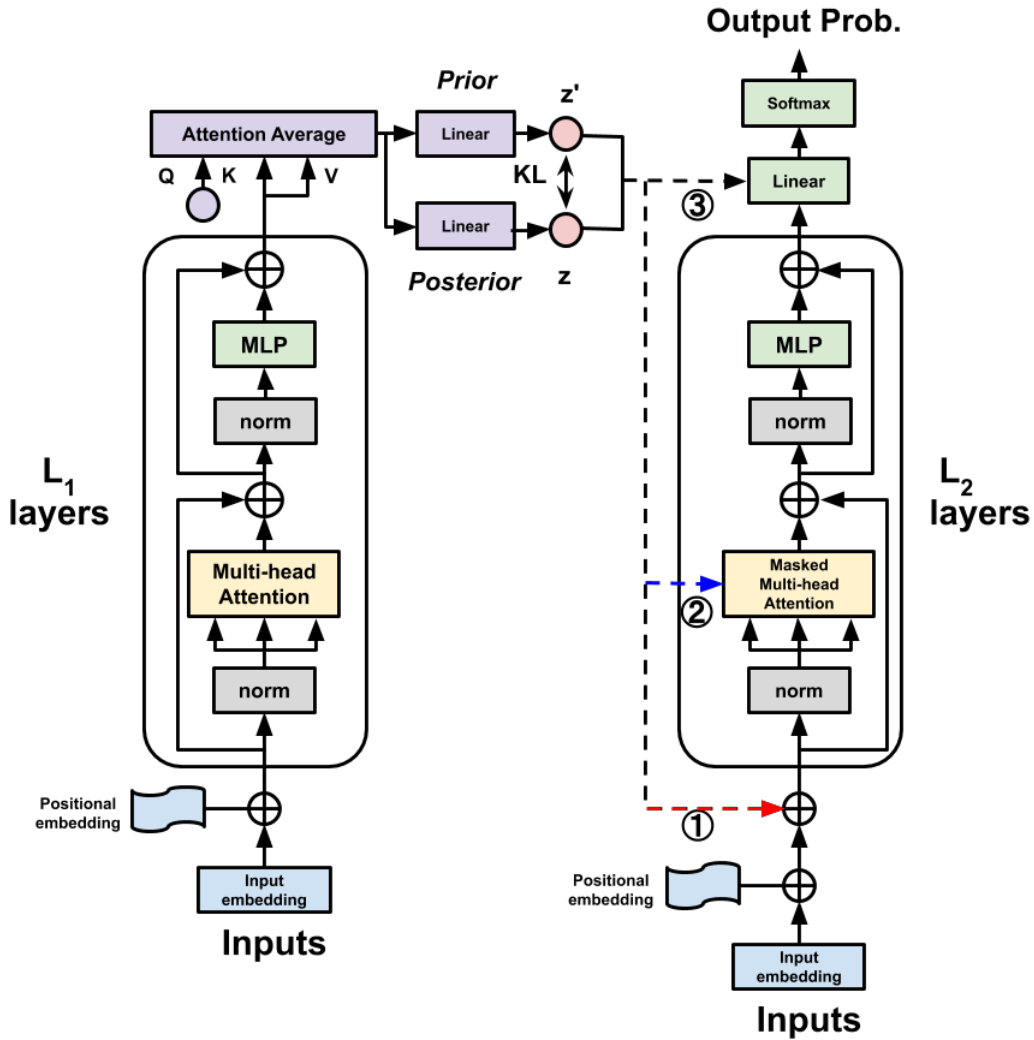 Output Prob.
Softmax
Linear
③
Prior
z'
Attention Average
Linear
Q
K
V
KL
Linear
Posterior
z
MLP
norm
L₁
layers
Multi-head
Attention
norm
Positional
embedding
Input
embedding
Inputs
MLP
norm
L₂
layers
Masked
Multi-head
Attention
②
norm
①
Positional
embedding
Input
embedding
Inputs